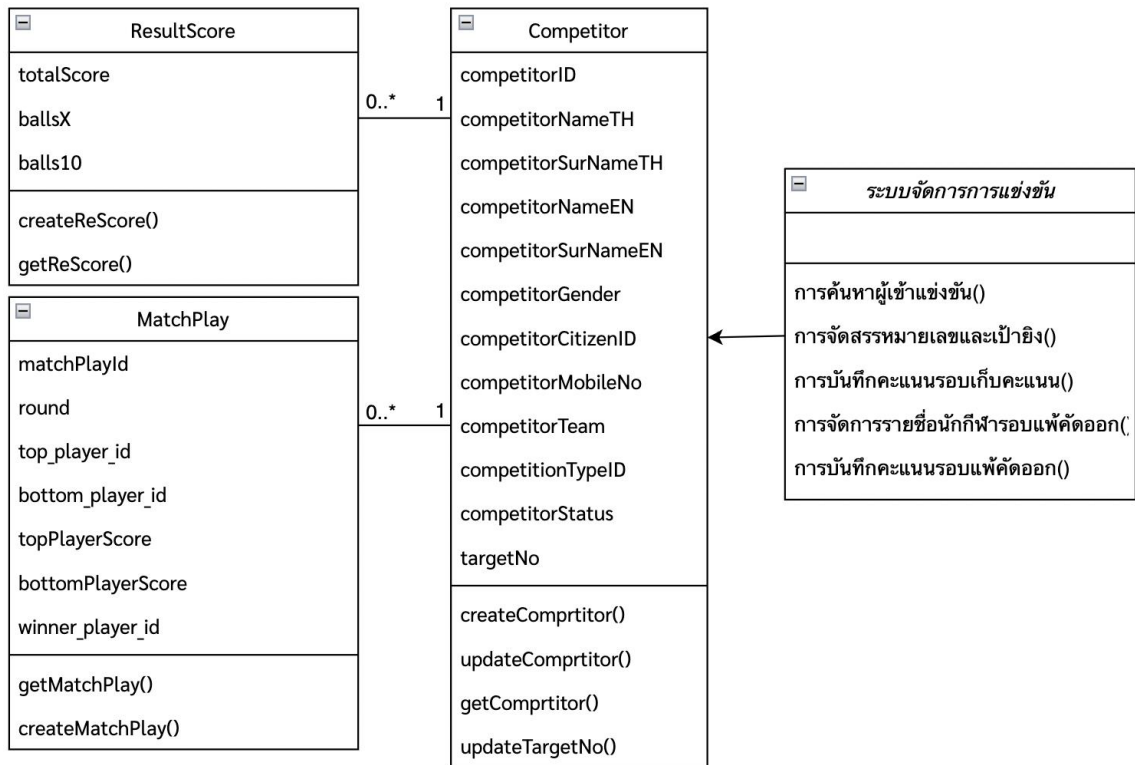 ResultScore
totalScore
ballsX
balls10
createReScore()
getReScore()
MatchPlay
matchPlayId
round
top_player_id
bottom_player_id
topPlayerScore
bottomPlayerScore
winner_player_id
getMatchPlay()
createMatchPlay()
0..* 1
0..* 1
Competitor
competitorID
competitorNameTH
competitorSurNameTH
competitorNameEN
competitorSurNameEN
competitorGender
competitorCitizenID
competitorMobileNo
competitorTeam
competitionTypeID
competitorStatus
targetNo
createComprtitor()
updateComprtitor()
getComprtitor()
updateTargetNo()
ระบบจัดการการแข่งขัน
การค้นหาผู้เข้าแข่งขัน()
การจัดสรรหมายเลขและเป้ายิง()
การบันทึกคะแนนรอบเก็บคะแนน()
การจัดการรายชื่อนักกีฬารอบแพ้คัดออก()
การบันทึกคะแนนรอบแพ้คัดออก()